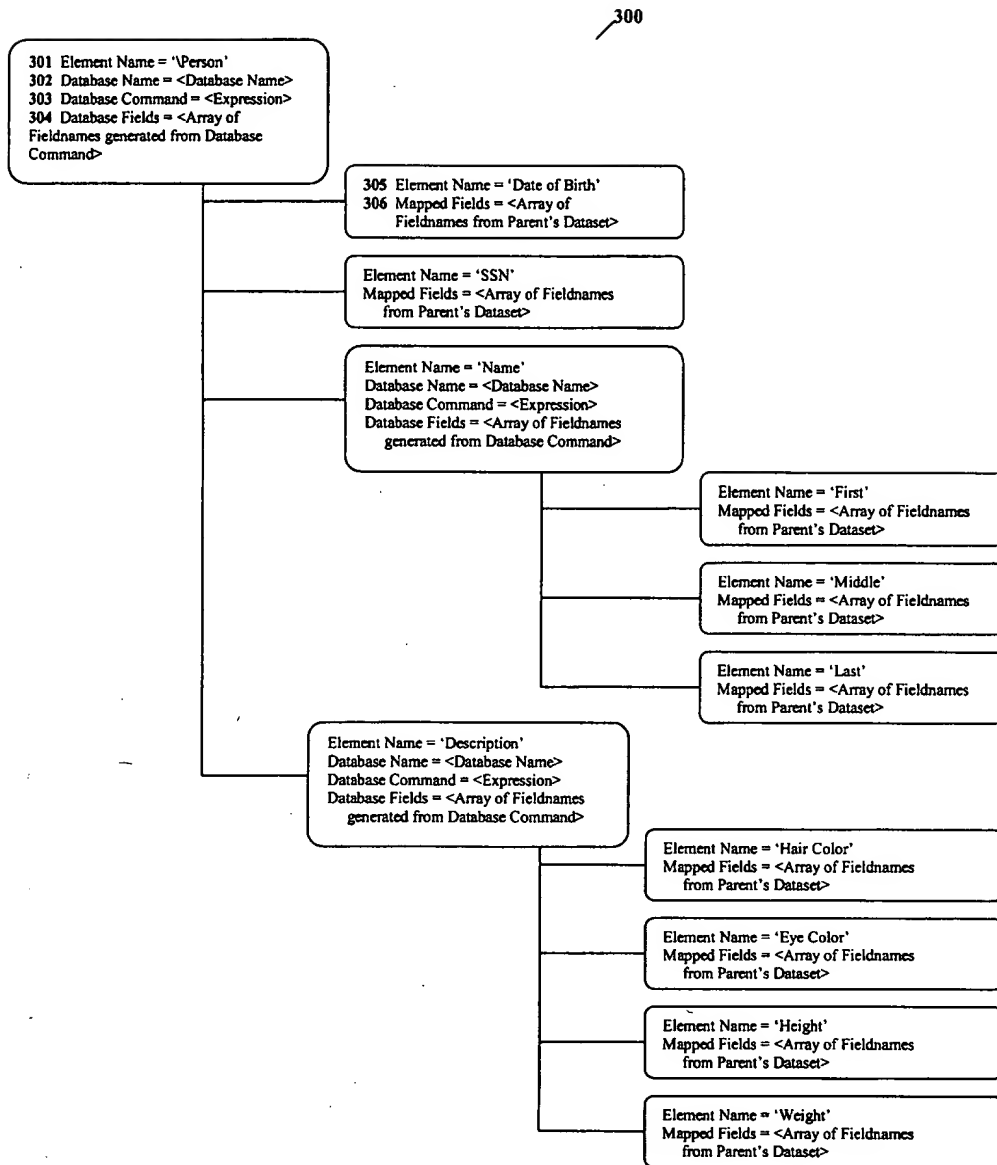 300
301 Element Name = '\Person'
302 Database Name = <Database Name>
303 Database Command = <Expression>
304 Database Fields = <Array of
Fieldnames generated from Database
Command>
305 Element Name = 'Date of Birth'
306 Mapped Fields = <Array of
Fieldnames from Parent's Dataset>
Element Name = 'SSN'
Mapped Fields = <Array of Fieldnames
from Parent's Dataset>
Element Name = 'Name'
Database Name = <Database Name>
Database Command = <Expression>
Database Fields = <Array of Fieldnames
generated from Database Command>
Element Name = 'First'
Mapped Fields = <Array of Fieldnames
from Parent's Dataset>
Element Name = 'Middle'
Mapped Fields = <Array of Fieldnames
from Parent's Dataset>
Element Name = 'Last'
Mapped Fields = <Array of Fieldnames
from Parent's Dataset>
Element Name = 'Description'
Database Name = <Database Name>
Database Command = <Expression>
Database Fields = <Array of Fieldnames
generated from Database Command>
Element Name = 'Hair Color'
Mapped Fields = <Array of Fieldnames
from Parent's Dataset>
Element Name = 'Eye Color'
Mapped Fields = <Array of Fieldnames
from Parent's Dataset>
Element Name = 'Height'
Mapped Fields = <Array of Fieldnames
from Parent's Dataset>
Element Name = 'Weight'
Mapped Fields = <Array of Fieldnames
from Parent's Dataset>